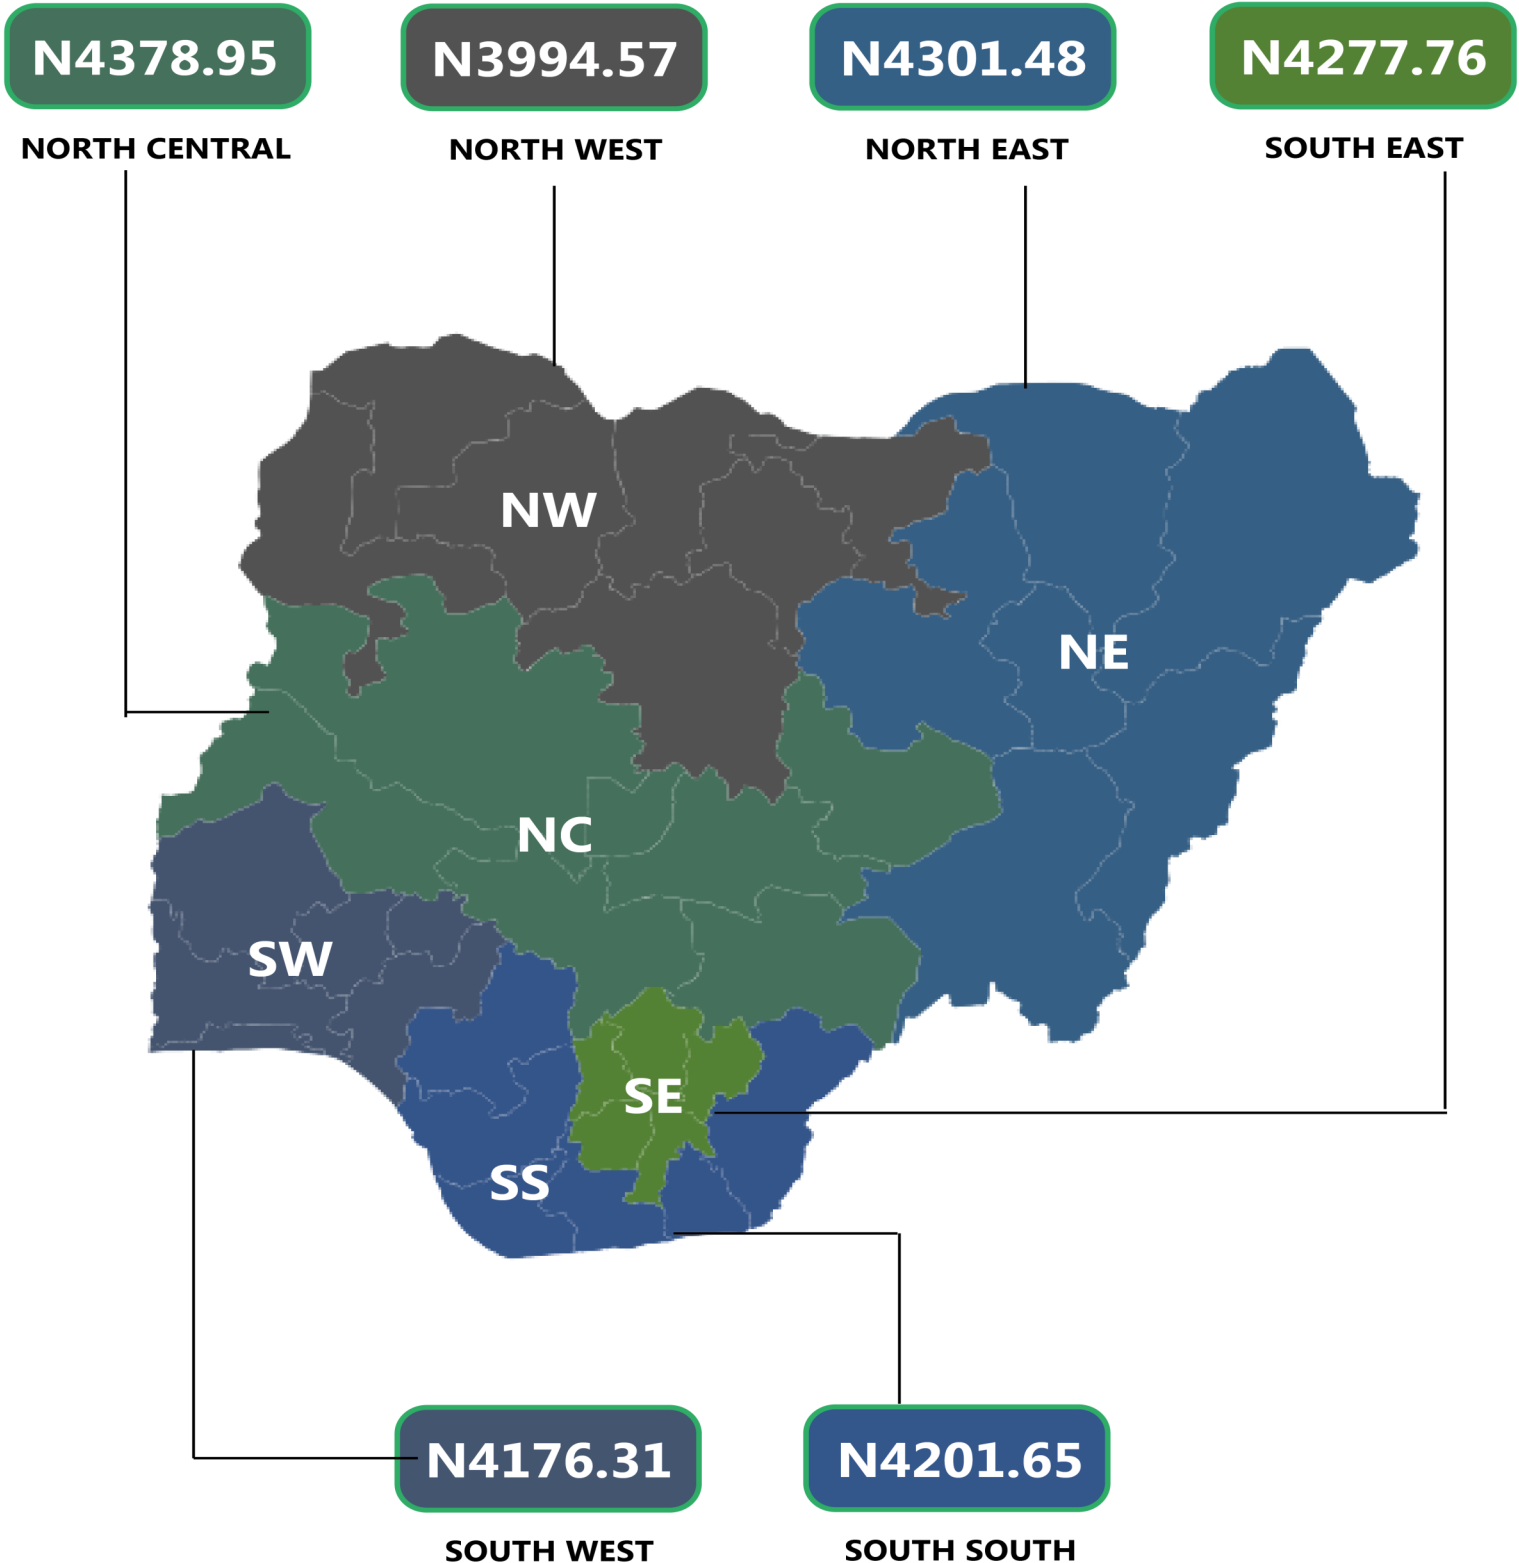 N4378.95
N3994.57
N4301.48
N4277.76
NORTH CENTRAL
NORTH WEST
NORTH EAST
SOUTH EAST
NW
NE
NC
SW
SE
SS
N4176.31
N4201.65
SOUTH WEST
SOUTH SOUTH